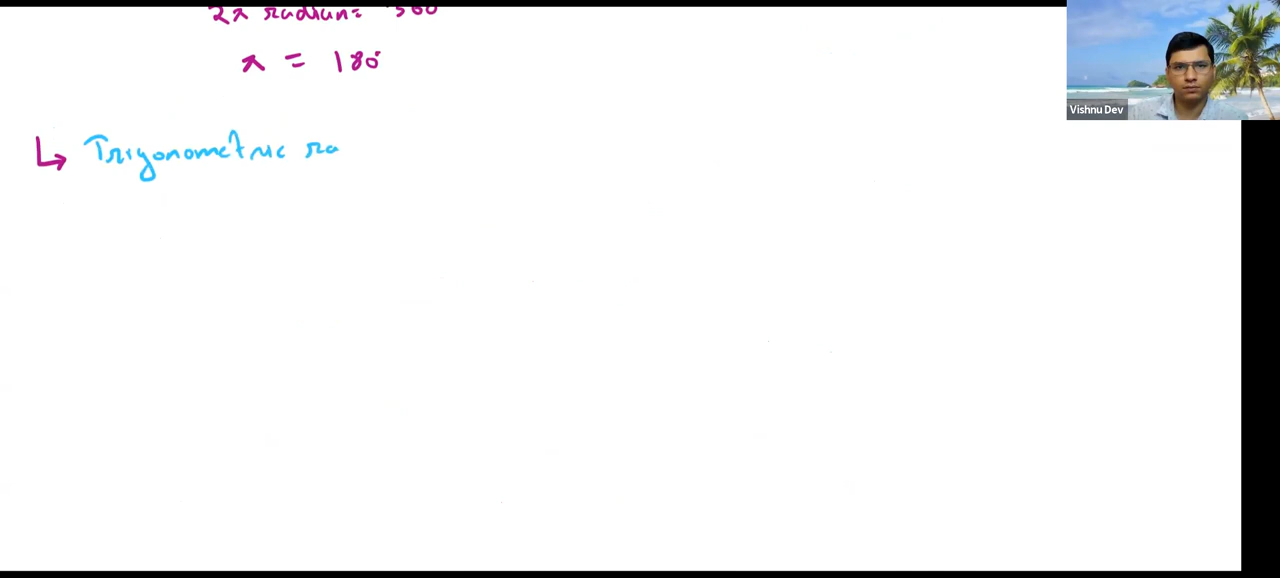 2π radian = 360
π = 180°
↳ Trigonometric ra
Vishnu Dev